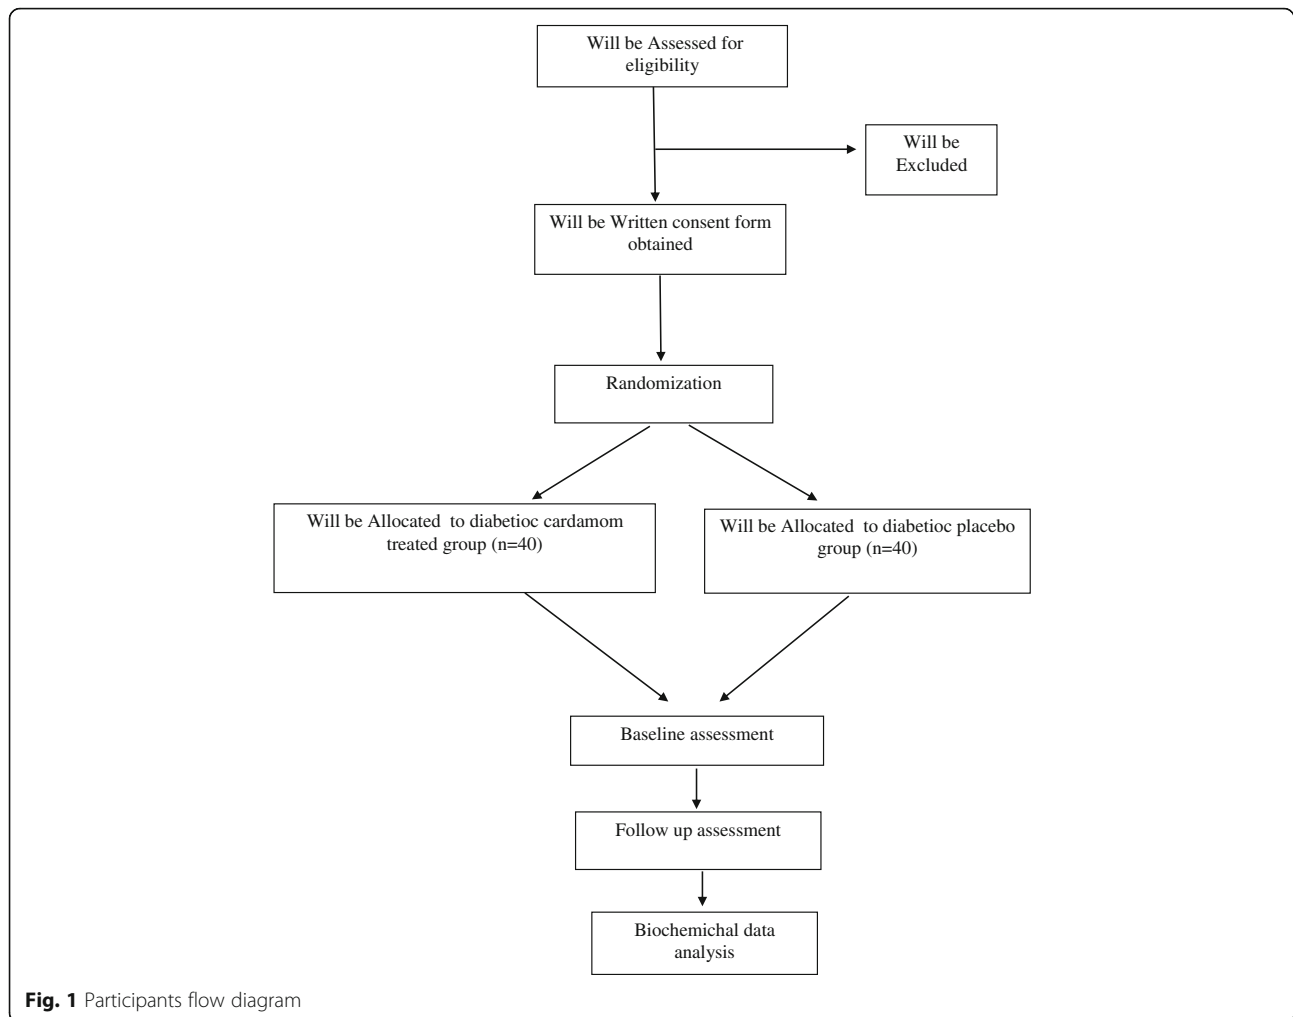 Will be Assessed for
eligibility
Will be
Excluded
Will be Written consent form
obtained
Randomization
Will be Allocated to diabetioc cardamom
treated group (n=40)
Will be Allocated to diabetioc placebo
group (n=40)
Baseline assessment
Follow up assessment
Biochemichal data
analysis
Fig. 1 Participants flow diagram